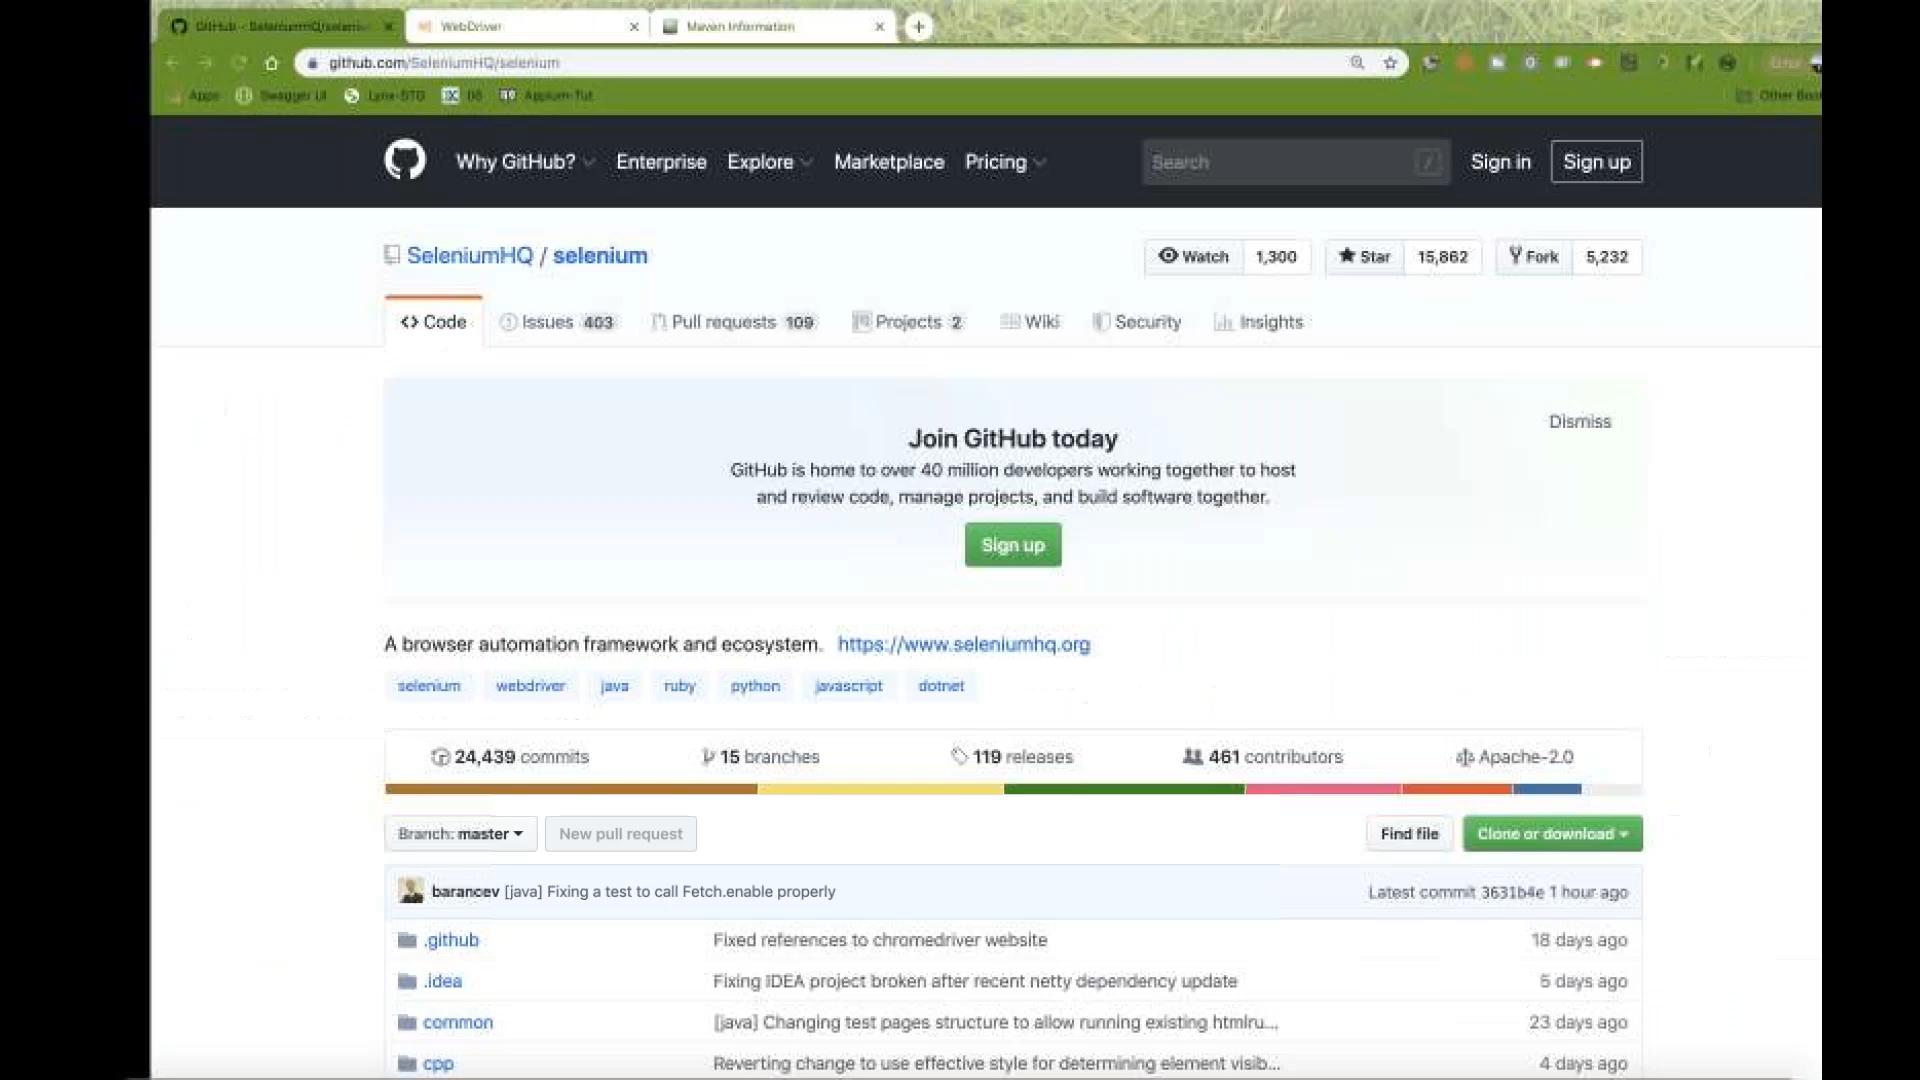 WebDriver
Maven Information
github.com/SeleniumHQ/selenium
Apps Swagger UI
Why GitHub? Enterprise Explore Marketplace Pricing Search / Sign in Sign up
SeleniumHQ / selenium
Watch 1,300 Star 15,862 Fork 5,232
Code Issues 403 Pull requests 109 Projects 2 Wiki Security Insights
Dismiss
Join GitHub today
GitHub is home to over 40 million developers working together to host
and review code, manage projects, and build software together.
Sign up
A browser automation framework and ecosystem. https://www.seleniumhq.org
selenium webdriver java ruby python javascript dotnet
24,439 commits 15 branches 119 releases 461 contributors Apache-2.0
Branch: master New pull request Find file Clone or download
barancev [java] Fixing a test to call Fetch.enable properly Latest commit 3631b4e 1 hour ago
.github Fixed references to chromedriver website 18 days ago
.idea Fixing IDEA project broken after recent netty dependency update 5 days ago
common [java] Changing test pages structure to allow running existing htmlru... 23 days ago
cpp Reverting change to use effective style for determining element visib... 4 days ago